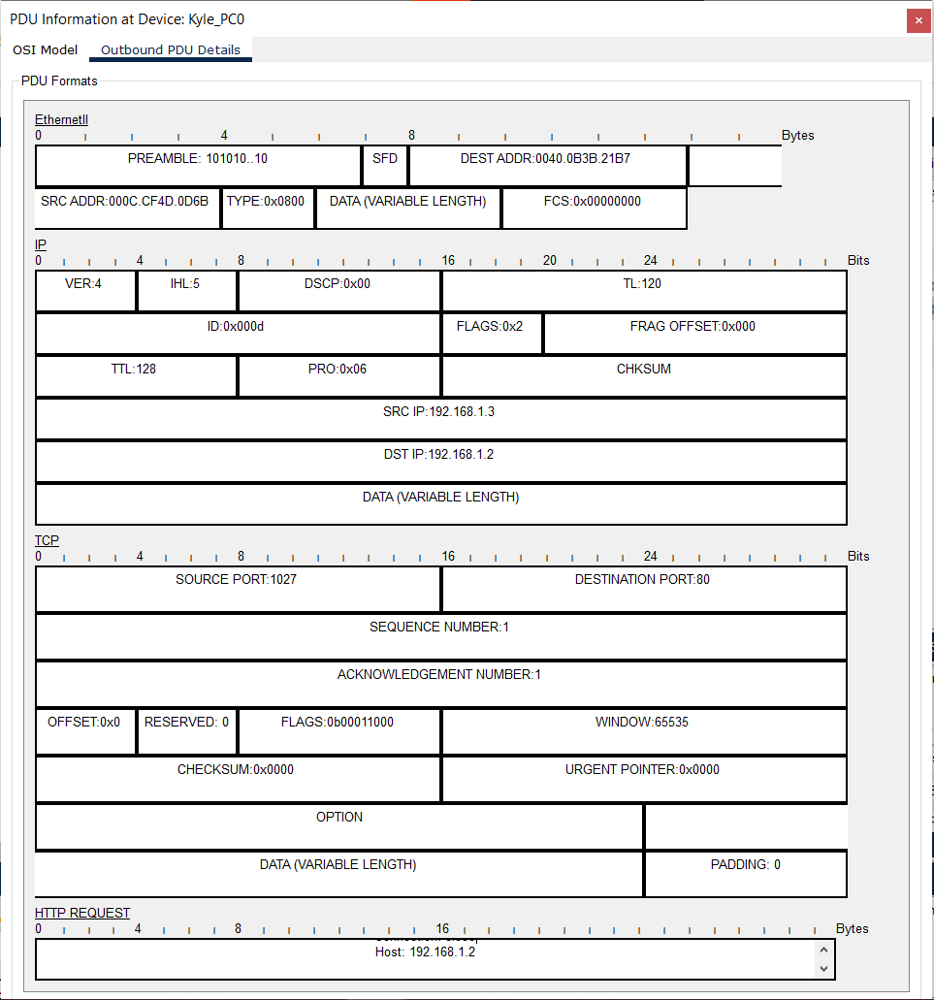 PDU Information at Device: Kyle_PC0
×
OSI Model Outbound PDU Details
PDU Formats
EthernetII
0 4 8 Bytes
PREAMBLE: 101010..10 SFD DEST ADDR:0040.0B3B.21B7
SRC ADDR:000C.CF4D.0D6B TYPE:0x0800 DATA (VARIABLE LENGTH) FCS:0x00000000
IP
0 4 8 16 20 24 Bits
VER:4 IHL:5 DSCP:0x00 TL:120
ID:0x000d FLAGS:0x2 FRAG OFFSET:0x000
TTL:128 PRO:0x06 CHKSUM
SRC IP:192.168.1.3
DST IP:192.168.1.2
DATA (VARIABLE LENGTH)
TCP
0 4 8 16 24 Bits
SOURCE PORT:1027 DESTINATION PORT:80
SEQUENCE NUMBER:1
ACKNOWLEDGEMENT NUMBER:1
OFFSET:0x0 RESERVED: 0 FLAGS:0b00011000 WINDOW:65535
CHECKSUM:0x0000 URGENT POINTER:0x0000
OPTION
DATA (VARIABLE LENGTH) PADDING: 0
HTTP REQUEST
0 4 8 16 Bytes
Host: 192.168.1.2